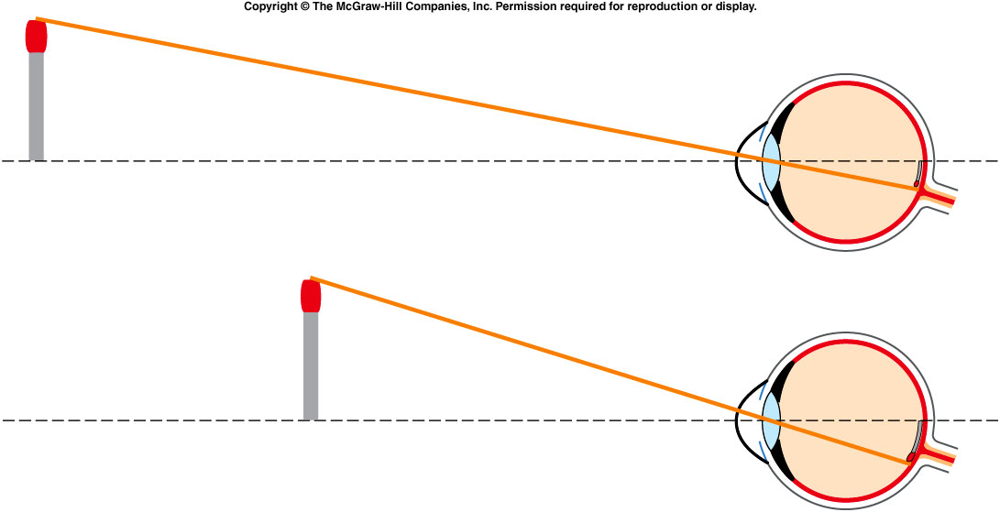 Copyright © The McGraw-Hill Companies, Inc. Permission required for reproduction or display.